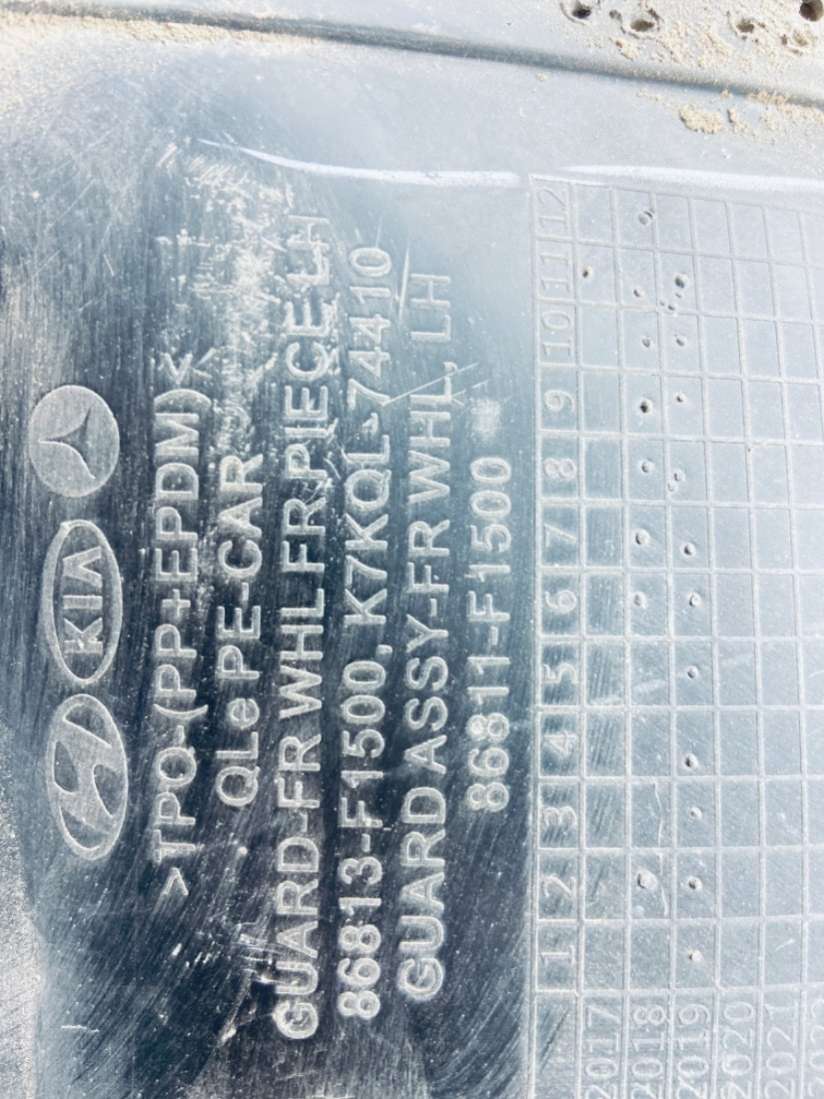 KIA
>TPO-(PP+EPDM)<
QLe PE-CAR
GUARD-FR WHL FR PIECE LH
86813-F1500, K7KQL-74410
GUARD ASSY-FR WHL, LH
86811-F1500
1 2 3 4 5 6 7 8 9 10 11 12
2017
2018
2019
2020
2021